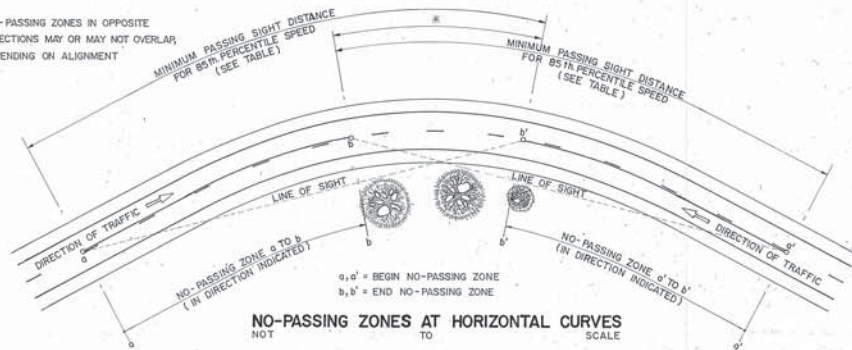 -PASSING ZONES IN OPPOSITE
ECTIONS MAY OR MAY NOT OVERLAP,
ENDING ON ALIGNMENT
MINIMUM PASSING SIGHT DISTANCE
FOR 85th. PERCENTILE SPEED
(SEE TABLE)
*
MINIMUM PASSING SIGHT DISTANCE
FOR 85th. PERCENTILE SPEED
(SEE TABLE)
b
b'
LINE OF SIGHT
LINE OF SIGHT
DIRECTION OF TRAFFIC
a
DIRECTION OF TRAFFIC
a'
b
b'
NO-PASSING ZONE a TO b
(IN DIRECTION INDICATED)
NO-PASSING ZONE a' TO b'
(IN DIRECTION INDICATED)
a, a' = BEGIN NO-PASSING ZONE
b, b' = END NO-PASSING ZONE
NO-PASSING ZONES AT HORIZONTAL CURVES
NOT TO SCALE
a
a'